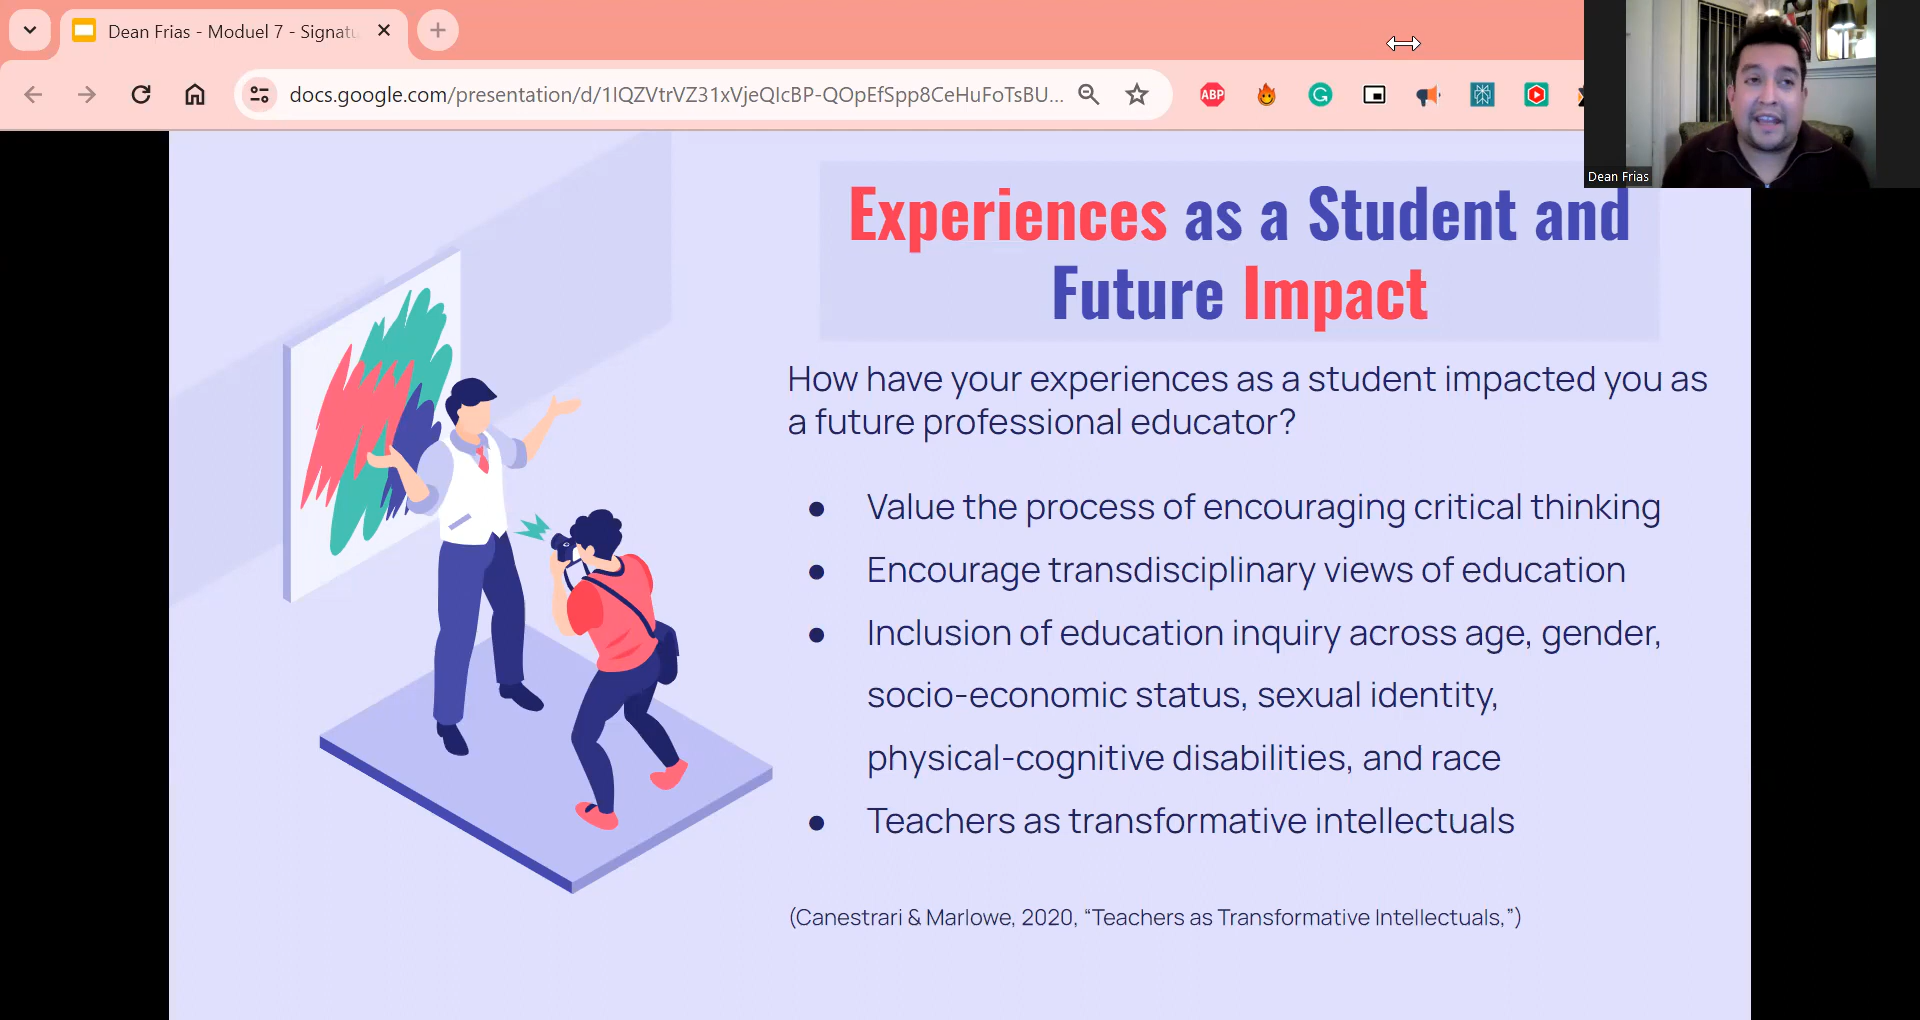 Dean Frias - Moduel 7 - Signatu
docs.google.com/presentation/d/1IQZVtrVZ31xVjeQIcBP-QOpEfSpp8CeHuFoTsBU...
ABP
Dean Frias
Experiences as a Student and
Future Impact
How have your experiences as a student impacted you as
a future professional educator?
● Value the process of encouraging critical thinking
● Encourage transdisciplinary views of education
● Inclusion of education inquiry across age, gender,
socio-economic status, sexual identity,
physical-cognitive disabilities, and race
● Teachers as transformative intellectuals
(Canestrari & Marlowe, 2020, “Teachers as Transformative Intellectuals,”)